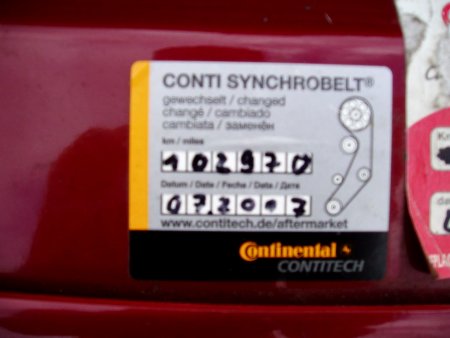 CONTI SYNCHROBELT®
gewechselt / changed
changé / cambiado
cambiata / заменён
km / miles
102970
Datum / Date / Fecha / Data / Дата
072007
www.contitech.de/aftermarket
Continental
CONTITECH